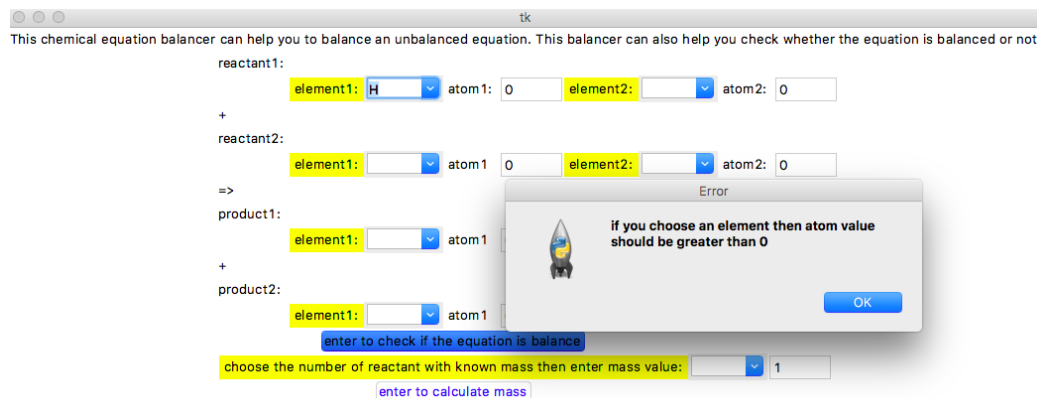 tk
This chemical equation balancer can help you to balance an unbalanced equation. This balancer can also help you check whether the equation is balanced or not
reactant1:
element1: H atom1: 0 element2: atom2: 0
+
reactant2:
element1: atom1 0 element2: atom2: 0
=>
product1:
element1: atom1
+
product2:
element1: atom1
Error
if you choose an element then atom value
should be greater than 0
OK
enter to check if the equation is balance
choose the number of reactant with known mass then enter mass value: 1
enter to calculate mass